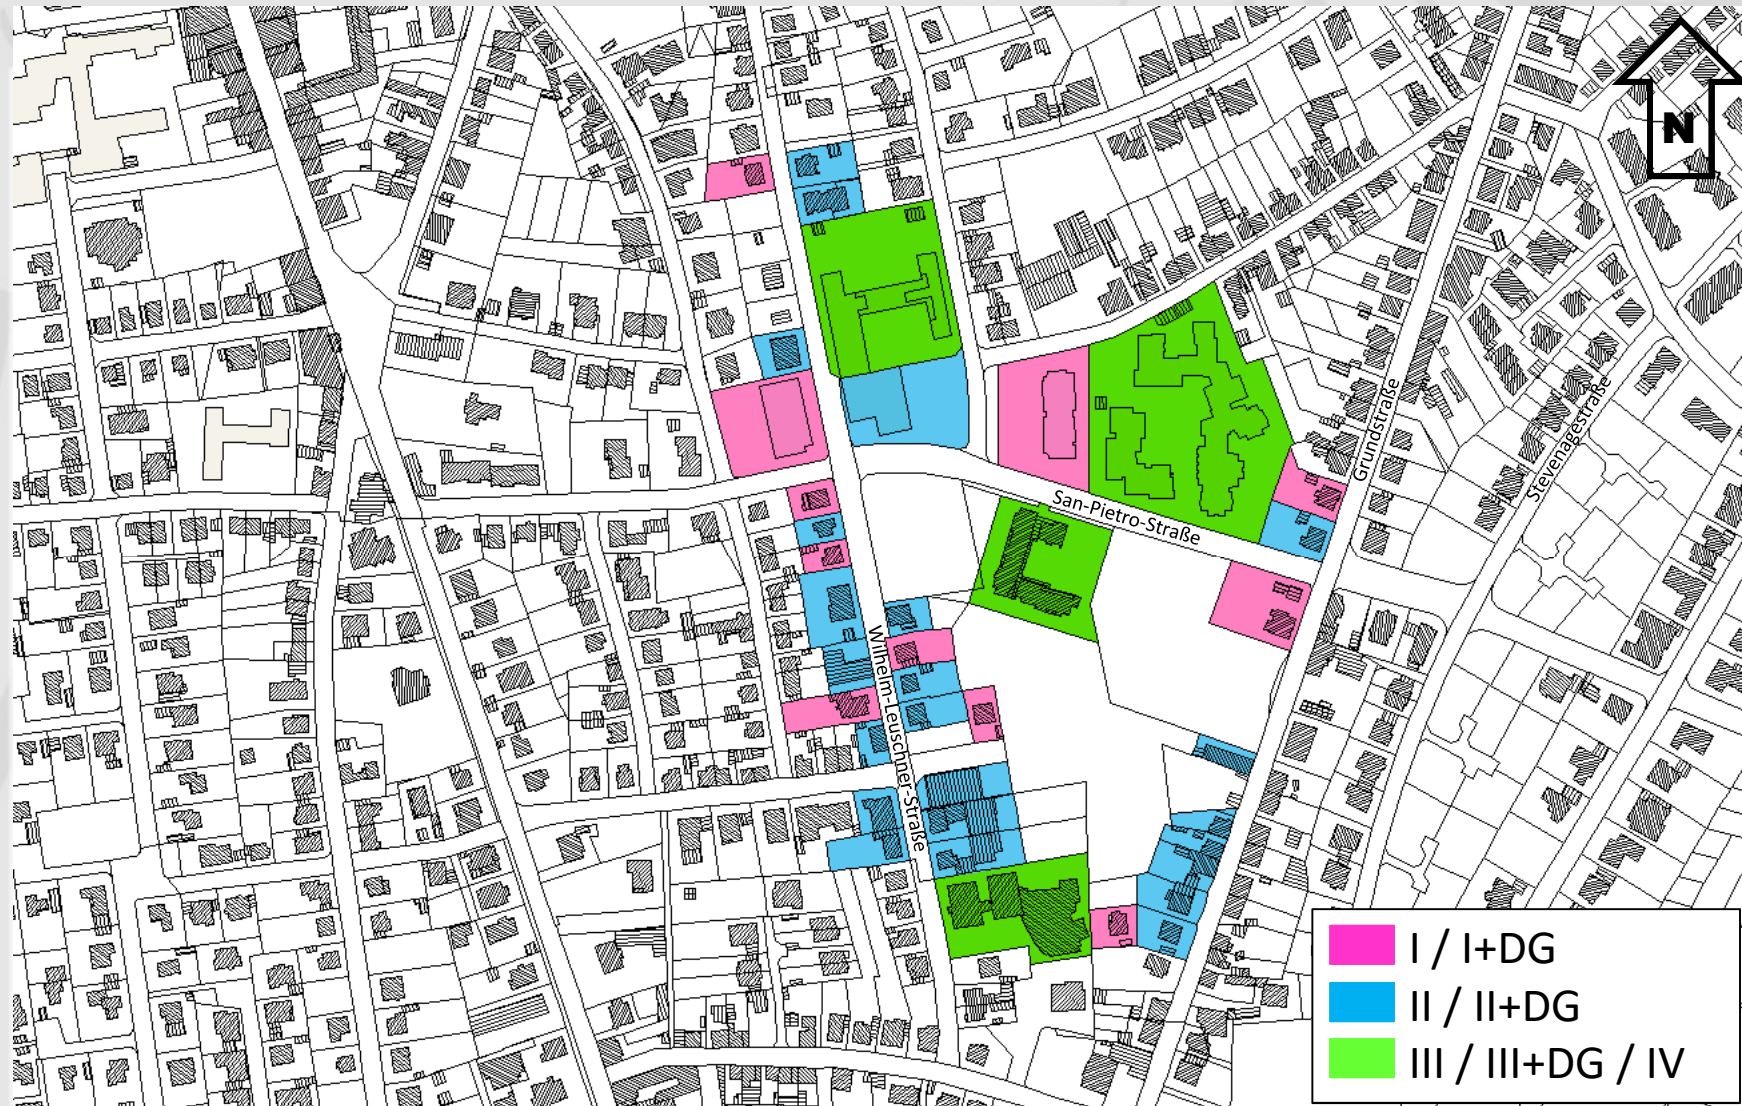 N
Grundstraße
Stevenagestraße
San-Pietro-Straße
Wilhelm-Leuschner-Straße
I / I+DG
II / II+DG
III / III+DG / IV